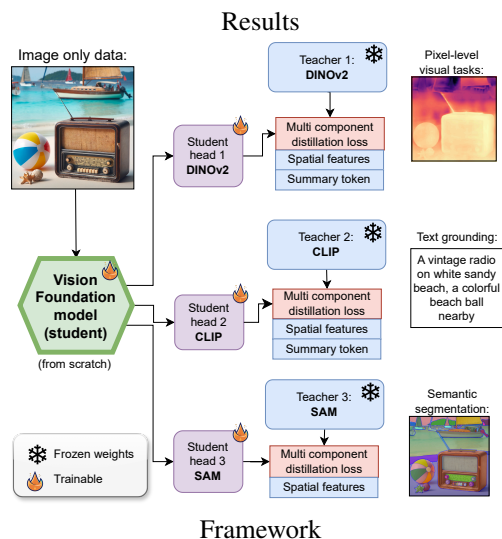 Results
Image only data:
Teacher 1:
DINOv2
Pixel-level
visual tasks:
Student
head 1
DINOv2
Multi component
distillation loss
Spatial features
Summary token
Vision
Foundation
model
(student)
(from scratch)
Teacher 2:
CLIP
Text grounding:
A vintage radio
on white sandy
beach, a colorful
beach ball
nearby
Student
head 2
CLIP
Multi component
distillation loss
Spatial features
Summary token
Teacher 3:
SAM
Semantic
segmentation:
Student
head 3
SAM
Multi component
distillation loss
Spatial features
Frozen weights
Trainable
Framework